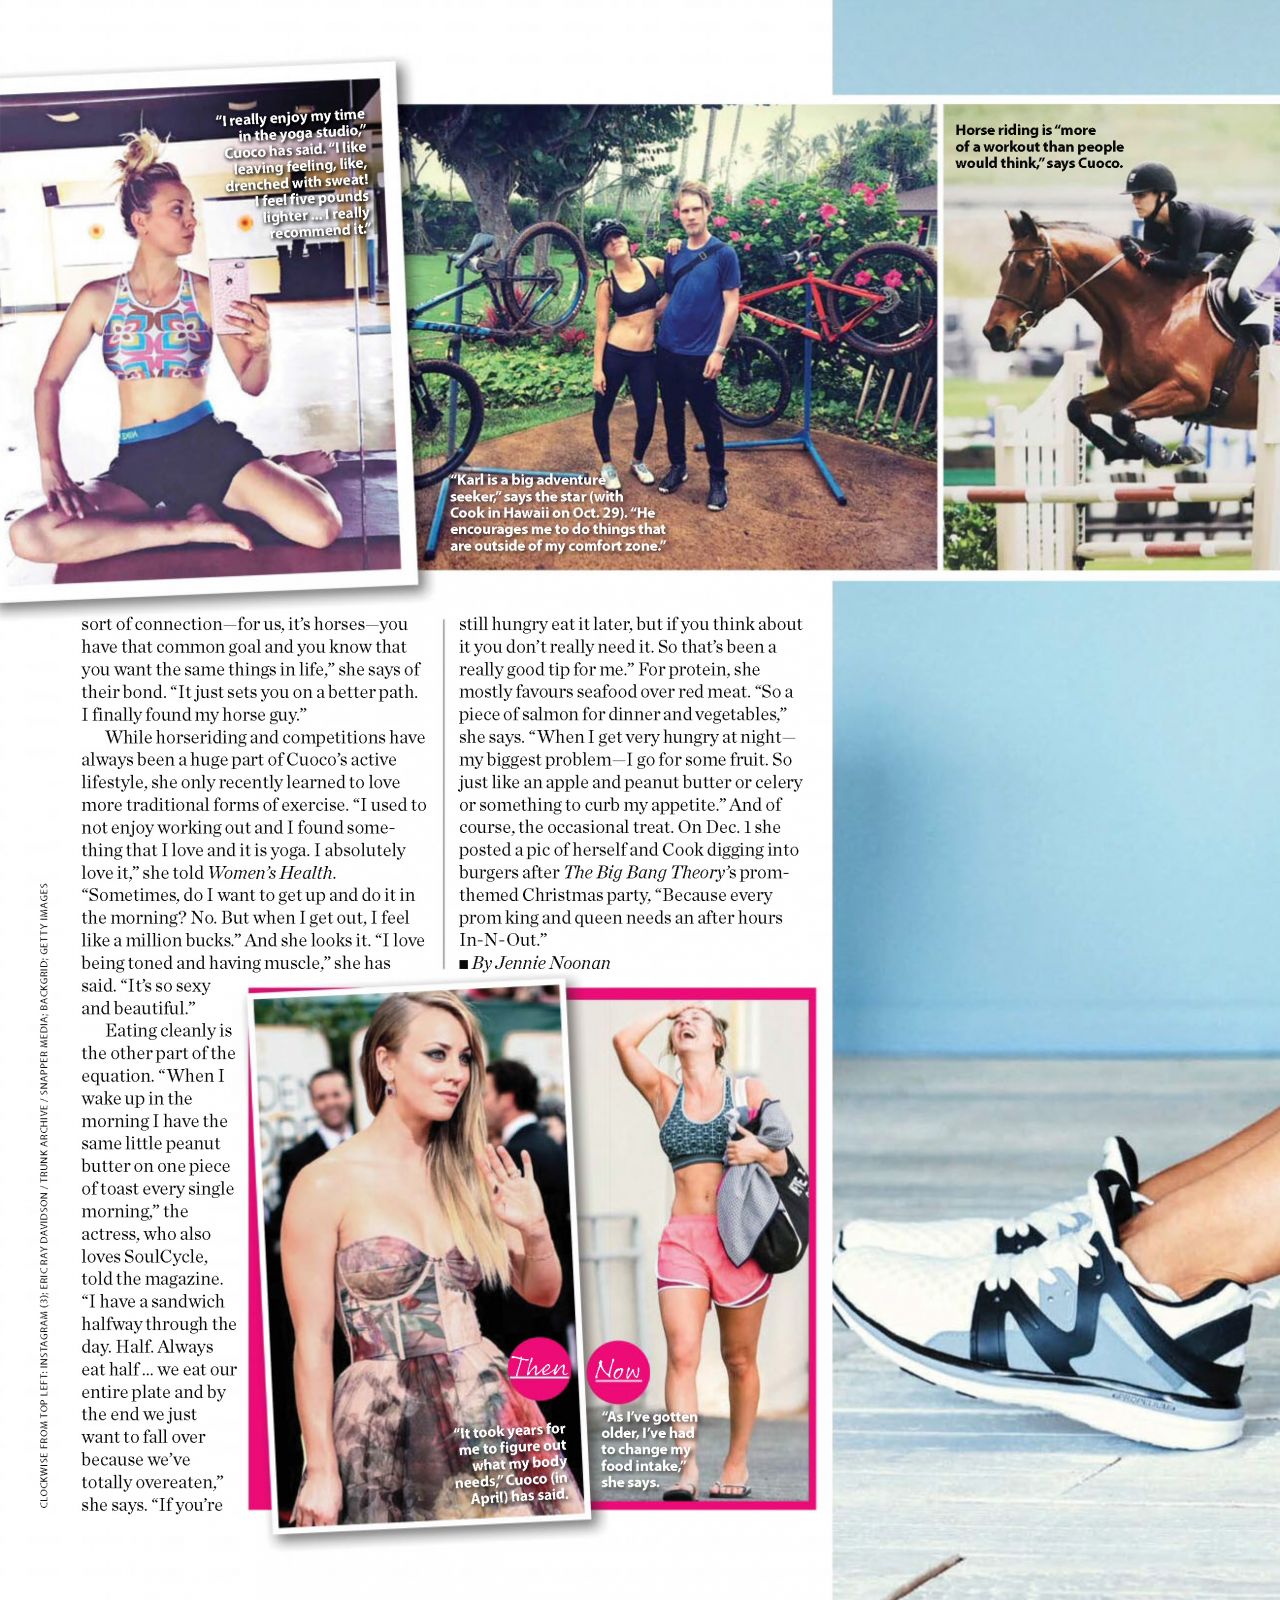 "I really enjoy my time
in the yoga studio,"
Cuoco has said. "I like
leaving feeling, like,
drenched with sweat!
I feel five pounds
lighter ... I really
recommend it."
"Karl is a big adventure
seeker," says the star (with
Cook in Hawaii on Oct. 29). "He
encourages me to do things that
are outside of my comfort zone."
Horse riding is "more
of a workout than people
would think," says Cuoco.
sort of connection—for us, it's horses—you
have that common goal and you know that
you want the same things in life," she says of
their bond. "It just sets you on a better path.
I finally found my horse guy."
While horseriding and competitions have
always been a huge part of Cuoco's active
lifestyle, she only recently learned to love
more traditional forms of exercise. "I used to
not enjoy working out and I found some-
thing that I love and it is yoga. I absolutely
love it," she told Women's Health.
"Sometimes, do I want to get up and do it in
the morning? No. But when I get out, I feel
like a million bucks." And she looks it. "I love
being toned and having muscle," she has
said. "It's so sexy
and beautiful."
Eating cleanly is
the other part of the
equation. "When I
wake up in the
morning I have the
same little peanut
butter on one piece
of toast every single
morning," the
actress, who also
loves SoulCycle,
told the magazine.
"I have a sandwich
halfway through the
day. Half. Always
eat half ... we eat our
entire plate and by
the end we just
want to fall over
because we've
totally overeaten,"
she says. "If you're
still hungry eat it later, but if you think about
it you don't really need it. So that's been a
really good tip for me." For protein, she
mostly favours seafood over red meat. "So a
piece of salmon for dinner and vegetables,"
she says. "When I get very hungry at night—
my biggest problem—I go for some fruit. So
just like an apple and peanut butter or celery
or something to curb my appetite." And of
course, the occasional treat. On Dec. 1 she
posted a pic of herself and Cook digging into
burgers after The Big Bang Theory's prom-
themed Christmas party, "Because every
prom king and queen needs an after hours
In-N-Out."
■ By Jennie Noonan
Then
"It took years for
me to figure out
what my body
needs," Cuoco (in
April) has said.
Now
"As I've gotten
older, I've had
to change my
food intake,"
she says.
PROPELIUM
CLOCKWISE FROM TOP LEFT: INSTAGRAM (3); ERIC RAY DAVIDSON / TRUNK ARCHIVE / SNAPPER MEDIA; BACKGRID; GETTY IMAGES